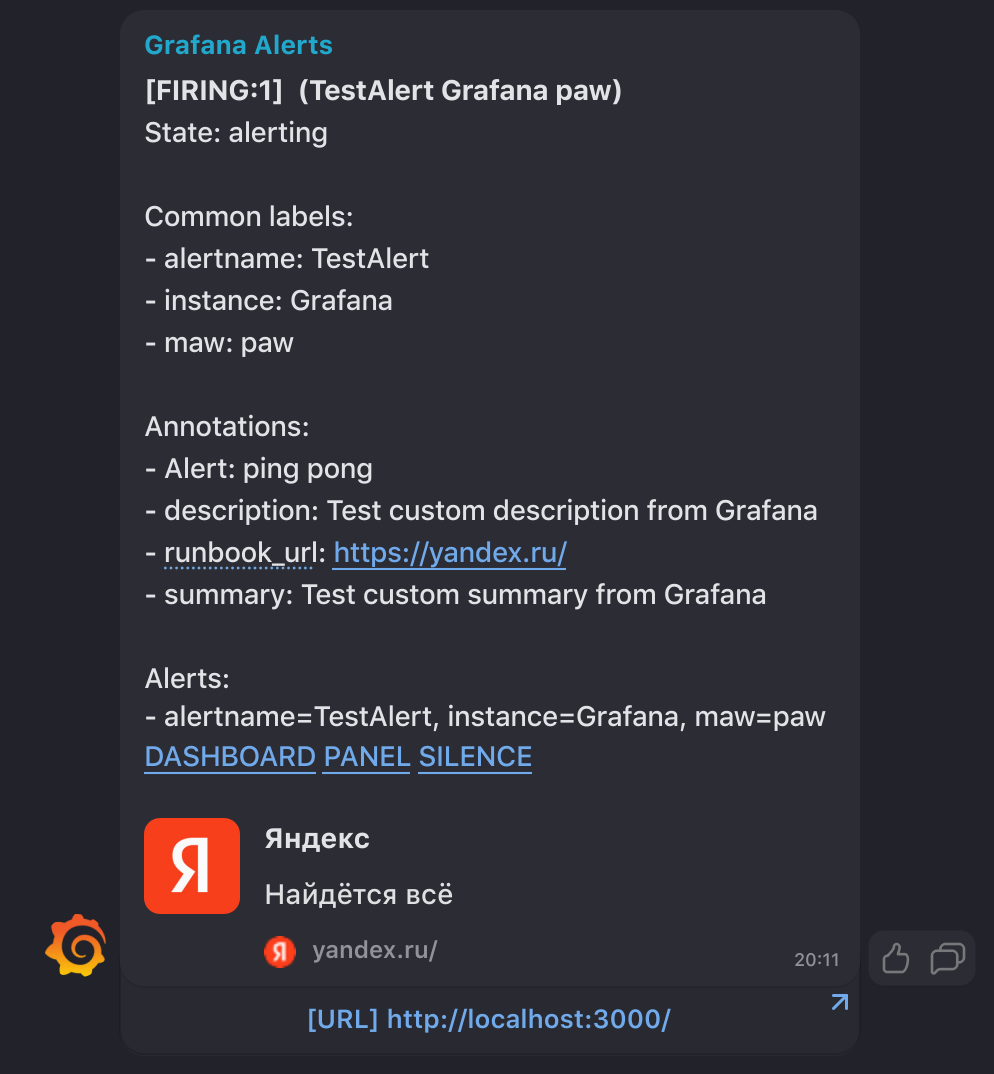 Grafana Alerts
[FIRING:1]  (TestAlert Grafana paw)
State: alerting
Common labels:
- alertname: TestAlert
- instance: Grafana
- maw: paw
Annotations:
- Alert: ping pong
- description: Test custom description from Grafana
- runbook_url: https://yandex.ru/
- summary: Test custom summary from Grafana
Alerts:
- alertname=TestAlert, instance=Grafana, maw=paw
DASHBOARD PANEL SILENCE
Я
Яндекс
Найдётся всё
Я yandex.ru/
20:11
[URL] http://localhost:3000/